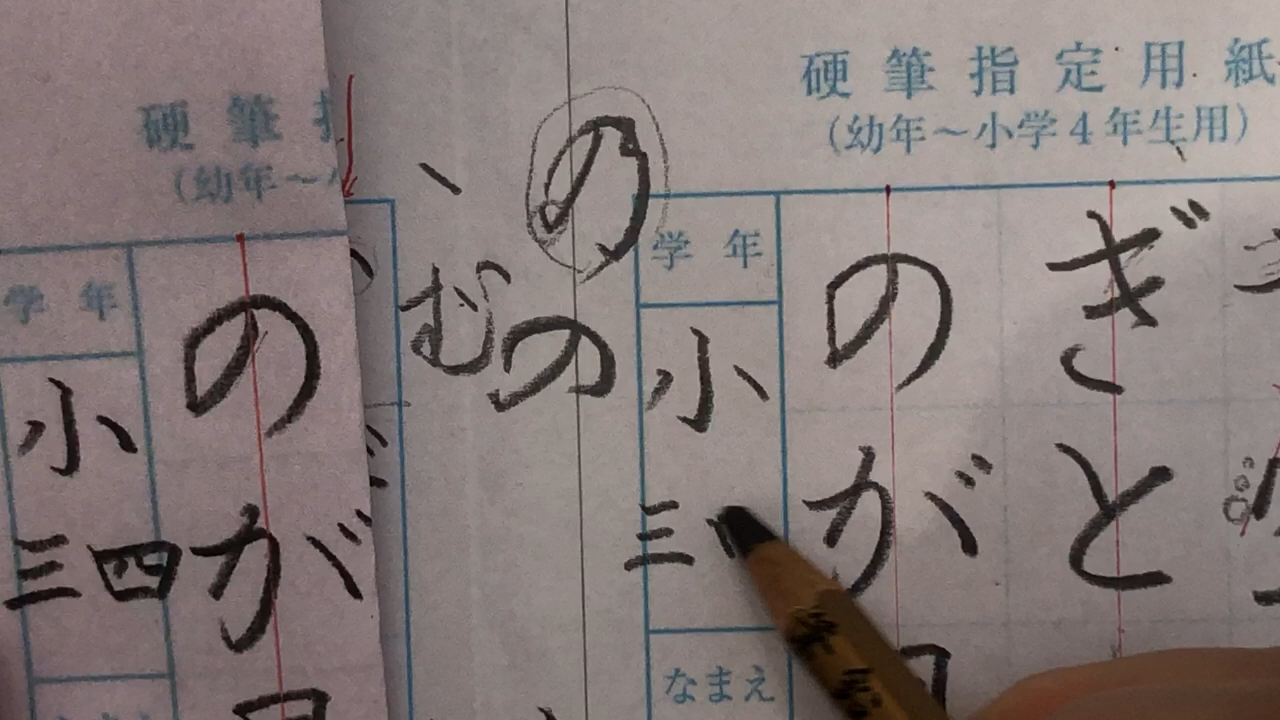 硬筆指定用紙
(幼年～小学4年生用)
ぎと
のが
学年
小
三
なまえ
の
むの
硬筆
(幼年～
のが
学年
小
三四